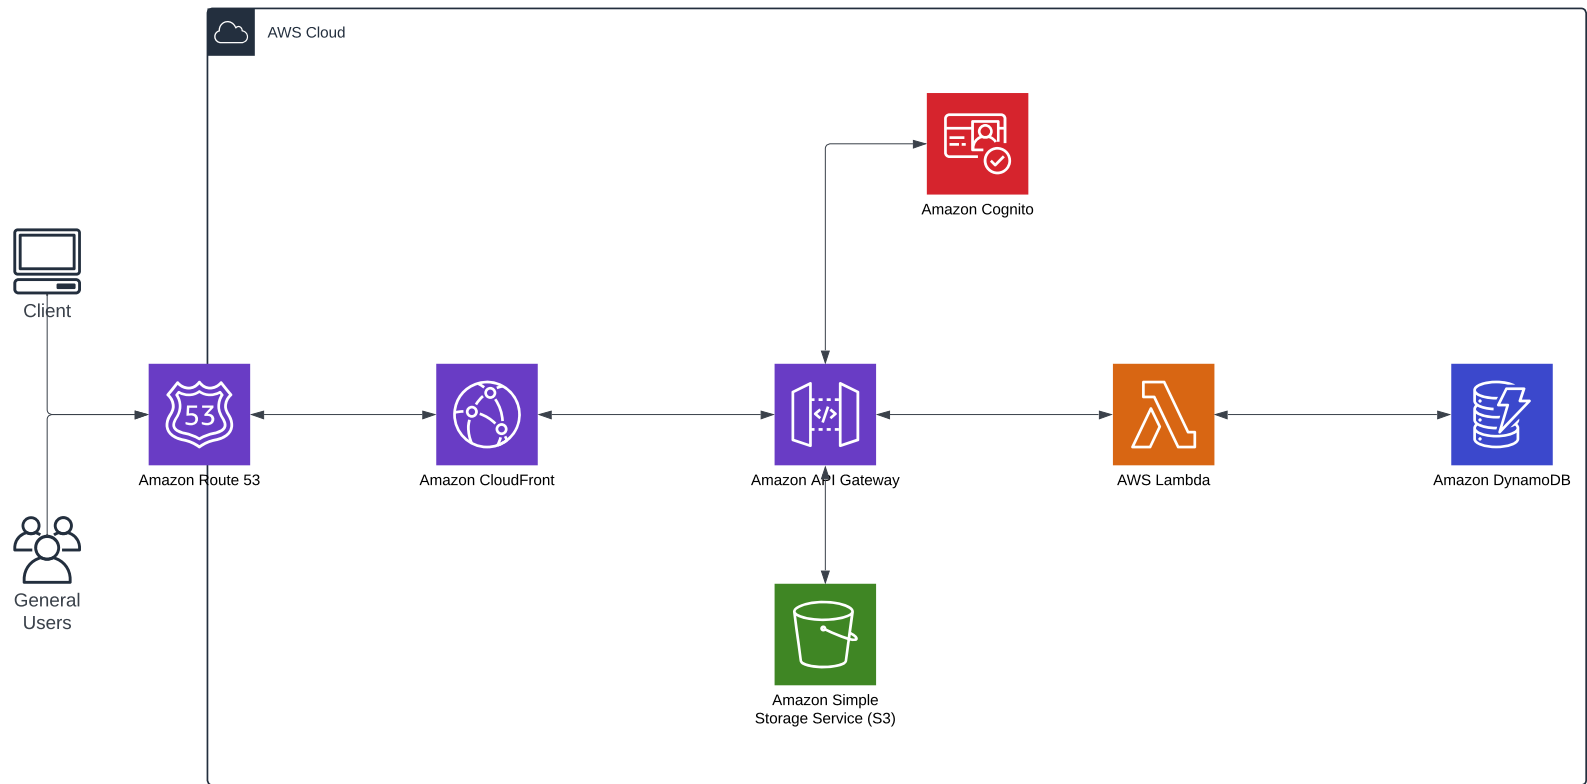 AWS Cloud
Amazon Cognito
Client
53
Amazon Route 53
Amazon CloudFront
</>
Amazon API Gateway
AWS Lambda
Amazon DynamoDB
General
Users
Amazon Simple
Storage Service (S3)